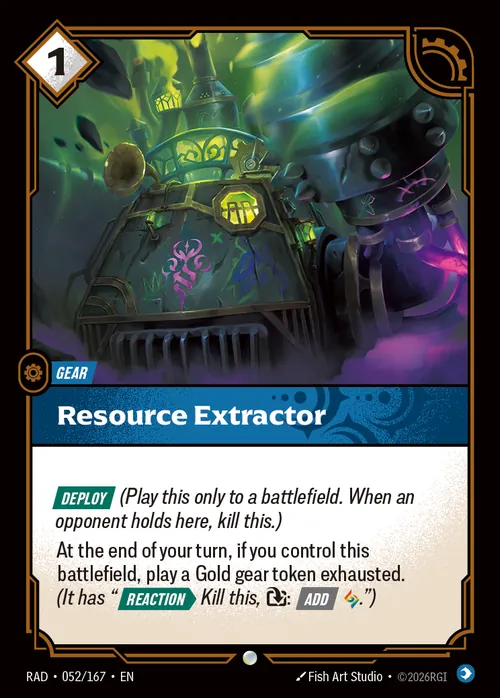 1
GEAR
Resource Extractor
DEPLOY (Play this only to a battlefield. When an
opponent holds here, kill this.)
At the end of your turn, if you control this
battlefield, play a Gold gear token exhausted.
(It has “ REACTION Kill this, : ADD .”)
RAD • 052/167 • EN
Fish Art Studio • ©2026RGI